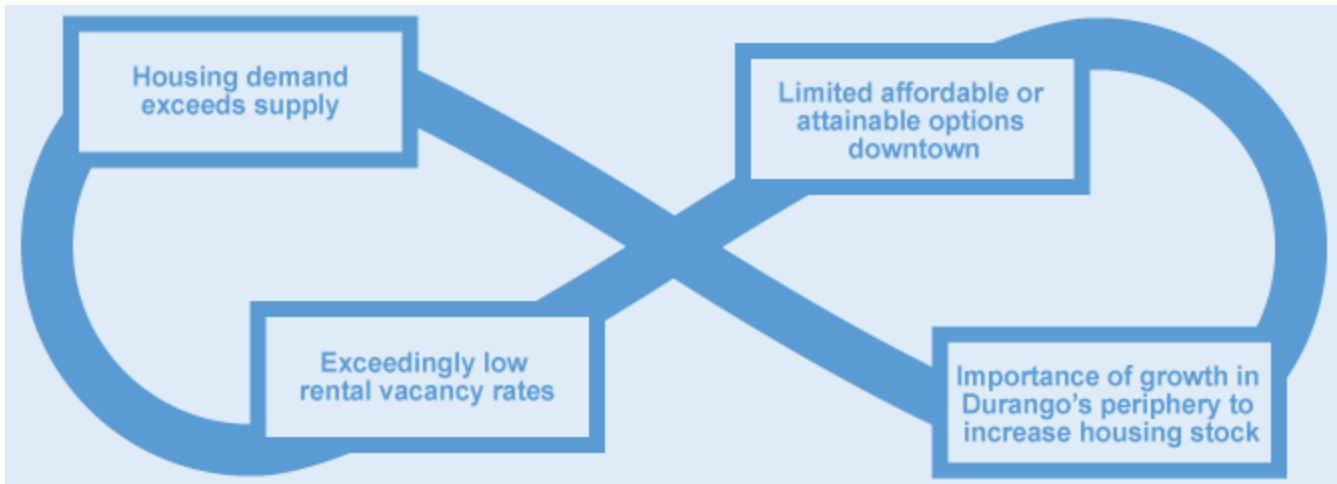 Housing demand
exceeds supply
Limited affordable or
attainable options
downtown
Exceedingly low
rental vacancy rates
Importance of growth in
Durango's periphery to
increase housing stock